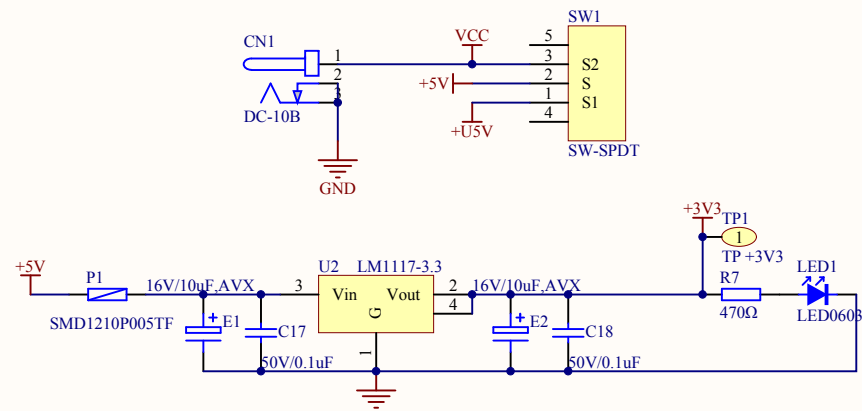 SW1
CN1
VCC
5
1
3
S2
2
+5V
2
S
3
1
S1
DC-10B
4
+U5V
SW-SPDT
GND
+3V3
TP1
1
+5V
P1
U2
LM1117-3.3
TP +3V3
LED1
16V/10uF,AVX
3
Vin
Vout
2
16V/10uF,AVX
R7
4
G
SMD1210P005TF
+
E1
C17
+
E2
C18
470Ω
LED0603
1
50V/0.1uF
50V/0.1uF